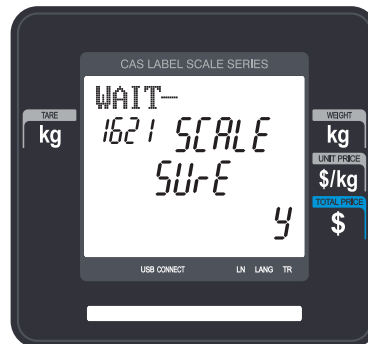 CAS LABEL SCALE SERIES
WAIT-
TARE
kg
1621 SCALE
SUrE
y
WEIGHT
kg
UNIT PRICE
$/kg
TOTAL PRICE
$
USB CONNECT LN LANG TR